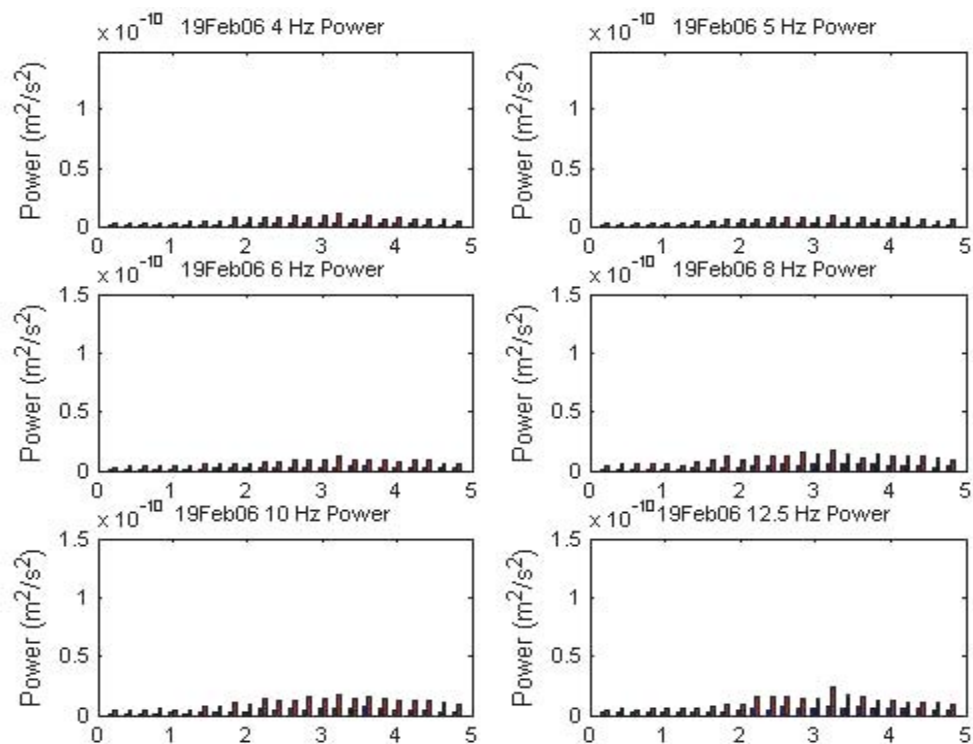 x 10^-10 19Feb06 4 Hz Power
x 10^-10 19Feb06 5 Hz Power
Power (m^2/s^2)
1
0.5
0
0 1 2 3 4 5
Power (m^2/s^2)
1
0.5
0
0 1 2 3 4 5
x 10^-10 19Feb06 6 Hz Power
x 10^-10 19Feb06 8 Hz Power
Power (m^2/s^2)
1.5
1
0.5
0
0 1 2 3 4 5
Power (m^2/s^2)
1.5
1
0.5
0
0 1 2 3 4 5
x 10^-10 19Feb06 10 Hz Power
x 10^-10 19Feb06 12.5 Hz Power
Power (m^2/s^2)
1.5
1
0.5
0
0 1 2 3 4 5
Power (m^2/s^2)
1.5
1
0.5
0
0 1 2 3 4 5